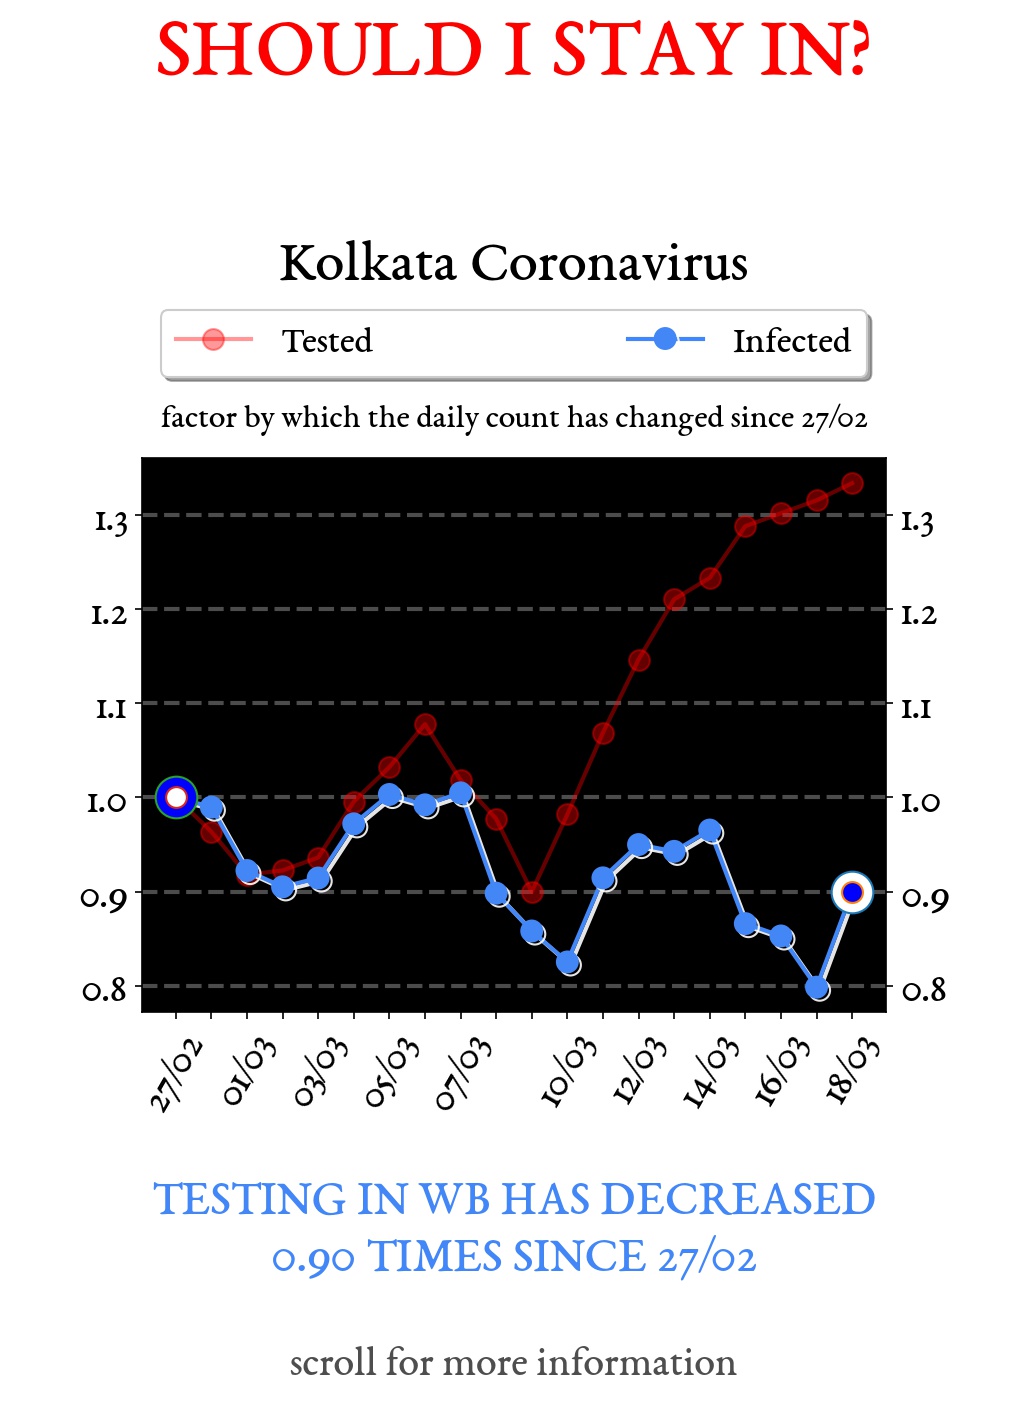 SHOULD I STAY IN?
Kolkata Coronavirus
Tested Infected
factor by which the daily count has changed since 27/02
1.3 1.3
1.2 1.2
1.1 1.1
1.0 1.0
0.9 0.9
0.8 0.8
27/02 01/03 03/03 05/03 07/03 10/03 12/03 14/03 16/03 18/03
TESTING IN WB HAS DECREASED
0.90 TIMES SINCE 27/02
scroll for more information